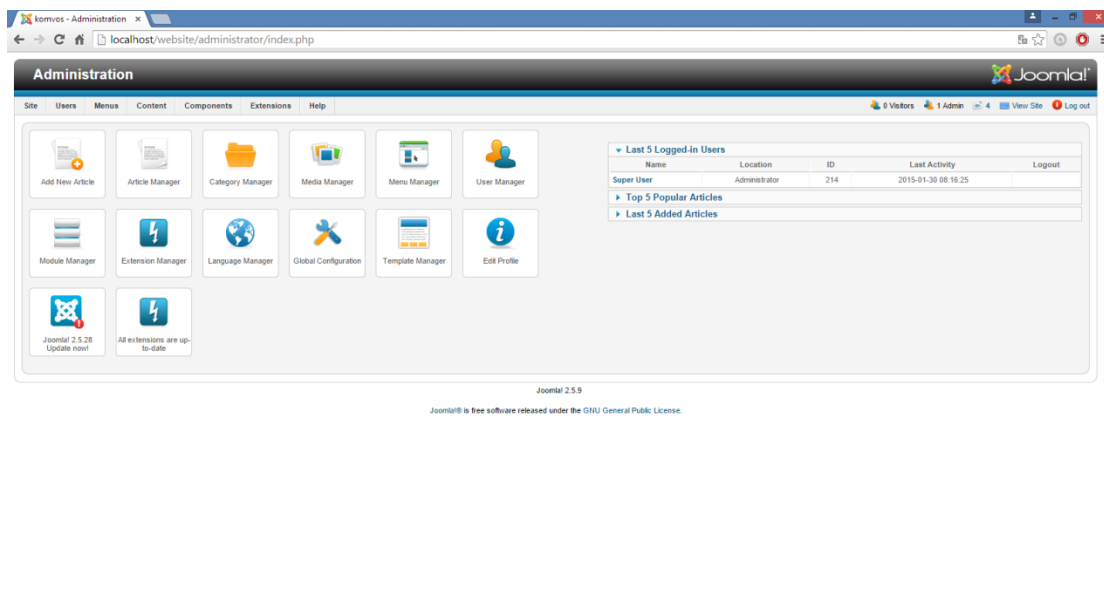 komvos - Administration
localhost/website/administrator/index.php
Administration
Joomla!
Site Users Menus Content Components Extensions Help
0 Visitors 1 Admin 4 View Site Log out
Add New Article
Article Manager
Category Manager
Media Manager
Menu Manager
User Manager
Module Manager
Extension Manager
Language Manager
Global Configuration
Template Manager
Edit Profile
Joomla! 2.5.28
Update now!
All extensions are up-
to-date
Last 5 Logged-in Users
Name Location ID Last Activity Logout
Super User Administrator 214 2015-01-30 08:16:25
Top 5 Popular Articles
Last 5 Added Articles
Joomla! 2.5.9
Joomla!® is free software released under the GNU General Public License.